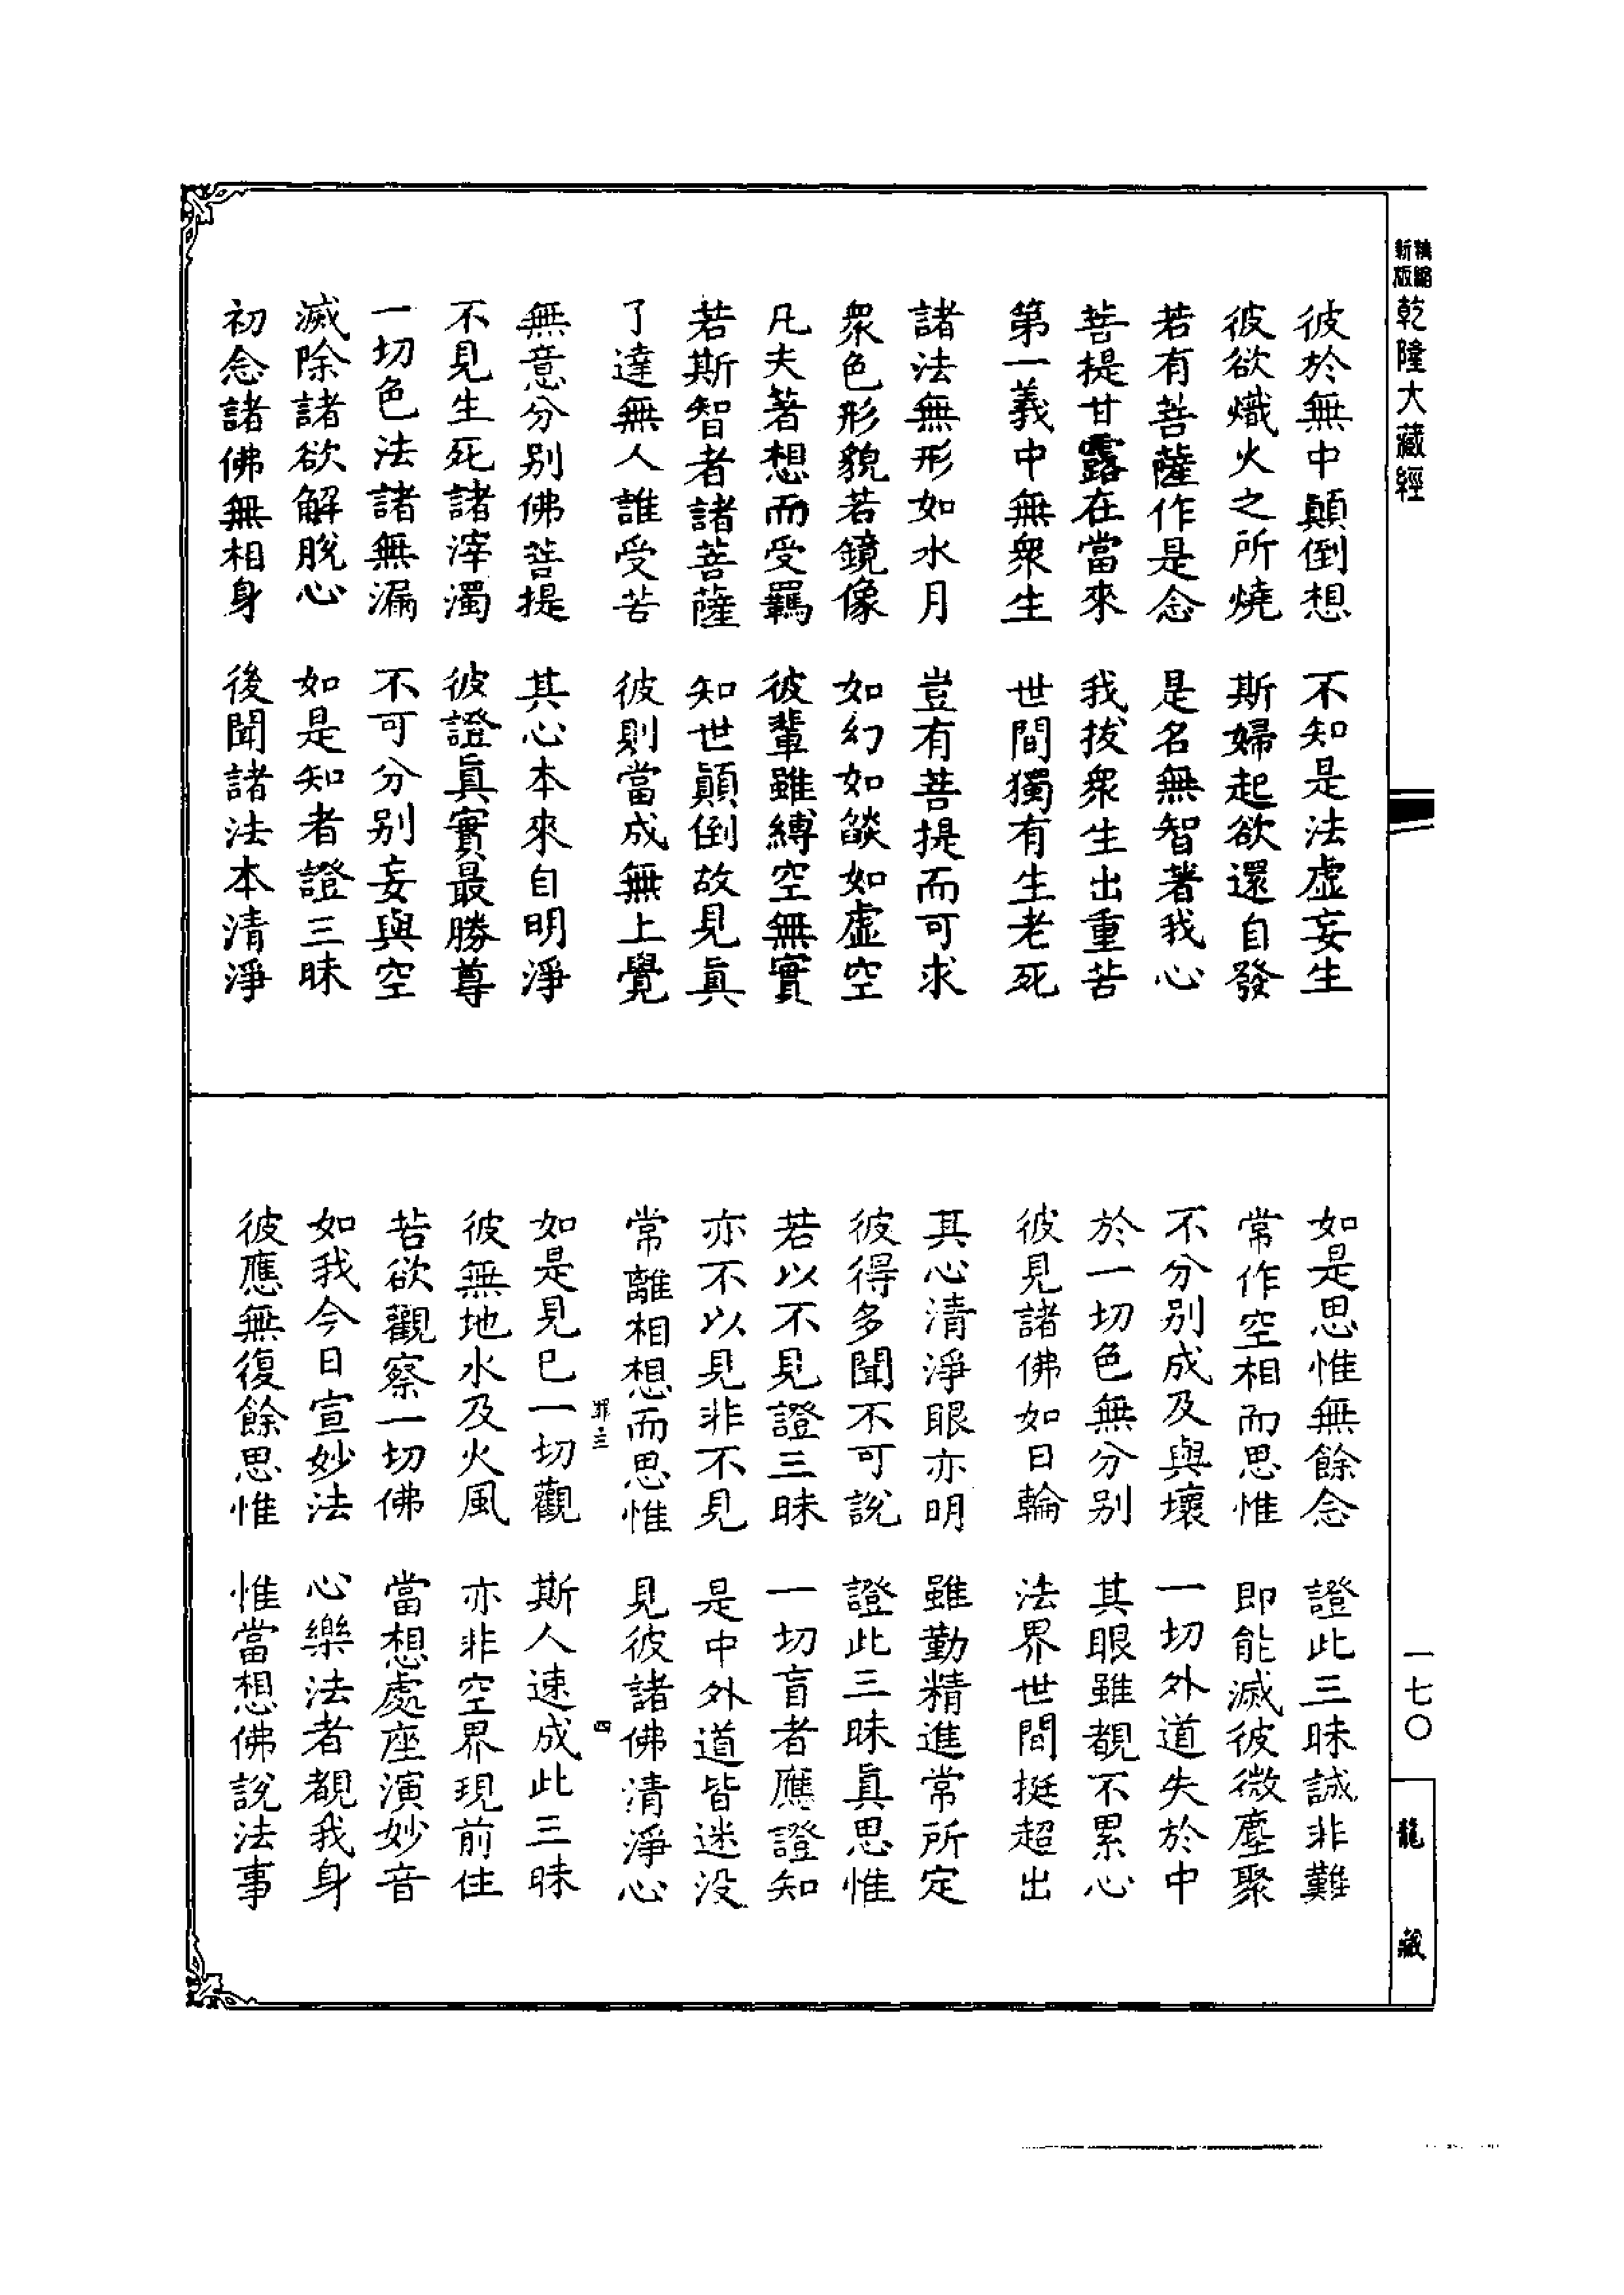 精縮新版乾隆大藏經
彼於無中顛倒想　不知是法虛妄生
彼欲熾火之所燒　斯婦起欲還自發
若有菩薩作是念　是名無智著我心
菩提甘露在當來　我拔衆生出重苦
第一義中無衆生　世間獨有生老死
諸法無形如水月　豈有菩提而可求
衆色形貌若鏡像　如幻如燄如虛空
凡夫著想而受羈　彼輩雖縛空無實
若斯智者諸菩薩　知世顛倒故見真
了達無人誰受苦　彼則當成無上覺
無意分別佛菩提　其心本來自明淨
不見生死諸滓濁　彼證真實最勝尊
一切色法諸無漏　不可分別妄與空
滅除諸欲解脫心　如是知者證三昧
初念諸佛無相身　後聞諸法本清淨
如是思惟無餘念　證此三昧誠非難
常作空相而思惟　即能滅彼微塵聚
不分別成及與壞　一切外道失於中
於一切色無分別　其眼雖覩不累心
彼見諸佛如日輪　法界世間挺超出
其心清淨眼亦明　雖勤精進常所定
彼得多聞不可說　證此三昧真思惟
若以不見證三昧　一切盲者應證知
亦不以見非不見　是中外道皆迷没
常離相想而思惟　見彼諸佛清淨心
四
如是見已一切觀　斯人速成此三昧
彼無地水及火風　亦非空界現前住
若欲觀察一切佛　當想處座演妙音
如我今日宣妙法　心樂法者覩我身
彼應無復餘思惟　惟當想佛說法事
一七〇
龍藏